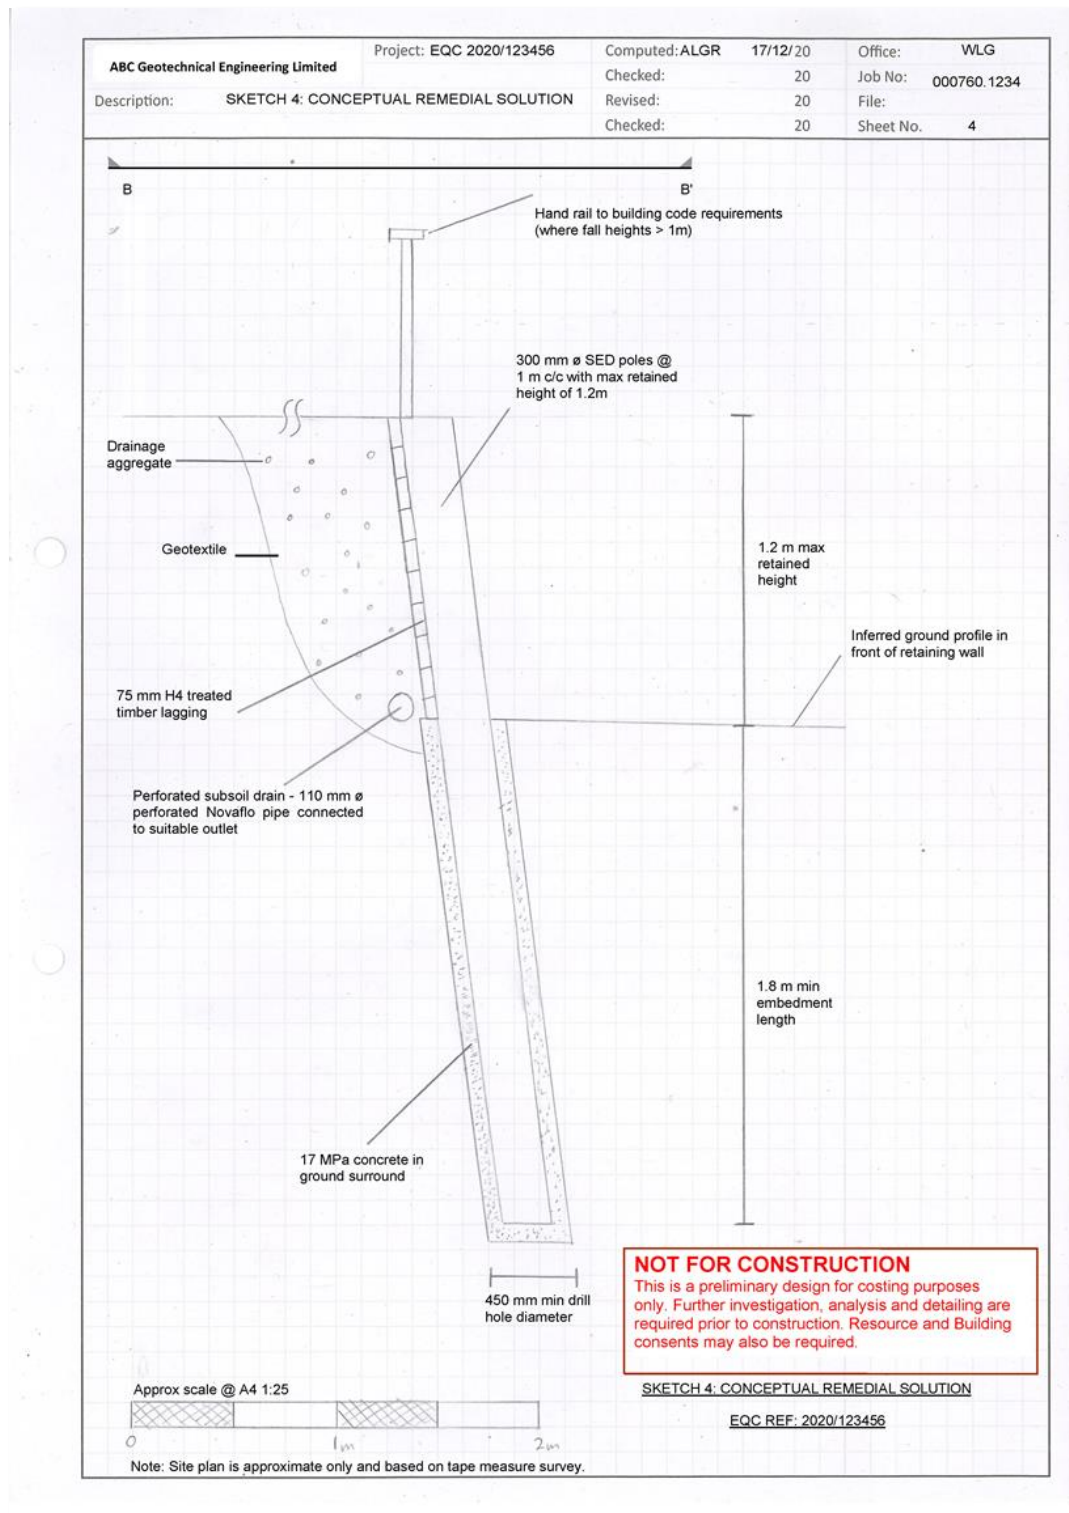 ABC Geotechnical Engineering Limited
Project: EQC 2020/123456
Description: SKETCH 4: CONCEPTUAL REMEDIAL SOLUTION
Computed: ALGR 17/12/20
Checked: 20
Revised: 20
Checked: 20
Office: WLG
Job No: 000760.1234
File:
Sheet No. 4
B
B'
Hand rail to building code requirements
(where fall heights > 1m)
300 mm ø SED poles @
1 m c/c with max retained
height of 1.2m
Drainage
aggregate
Geotextile
1.2 m max
retained
height
Inferred ground profile in
front of retaining wall
75 mm H4 treated
timber lagging
Perforated subsoil drain - 110 mm ø
perforated Novaflo pipe connected
to suitable outlet
1.8 m min
embedment
length
17 MPa concrete in
ground surround
450 mm min drill
hole diameter
NOT FOR CONSTRUCTION
This is a preliminary design for costing purposes
only. Further investigation, analysis and detailing are
required prior to construction. Resource and Building
consents may also be required.
Approx scale @ A4 1:25
0 1m 2m
SKETCH 4: CONCEPTUAL REMEDIAL SOLUTION
EQC REF: 2020/123456
Note: Site plan is approximate only and based on tape measure survey.